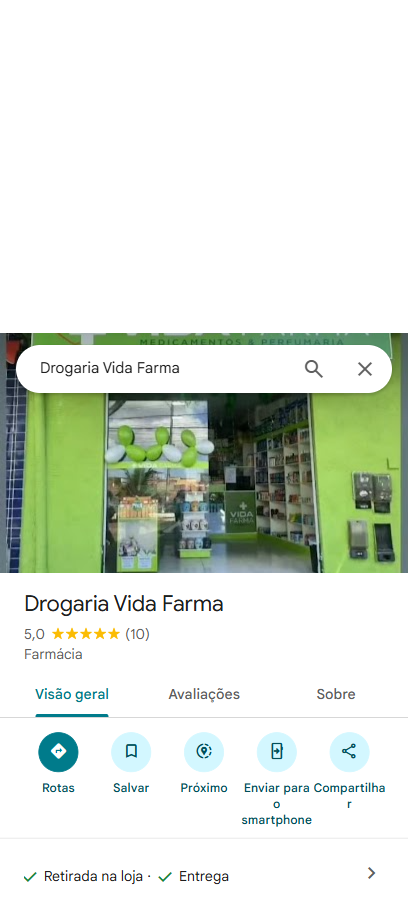 MEDICAMENTOS & PERFUMARIA
Drogaria Vida Farma
VIDA
FARMA
Drogaria Vida Farma
5,0 (10)
Farmácia
Visão geral Avaliações Sobre
Rotas Salvar Próximo Enviar para o smartphone Compartilhar
Retirada na loja · Entrega